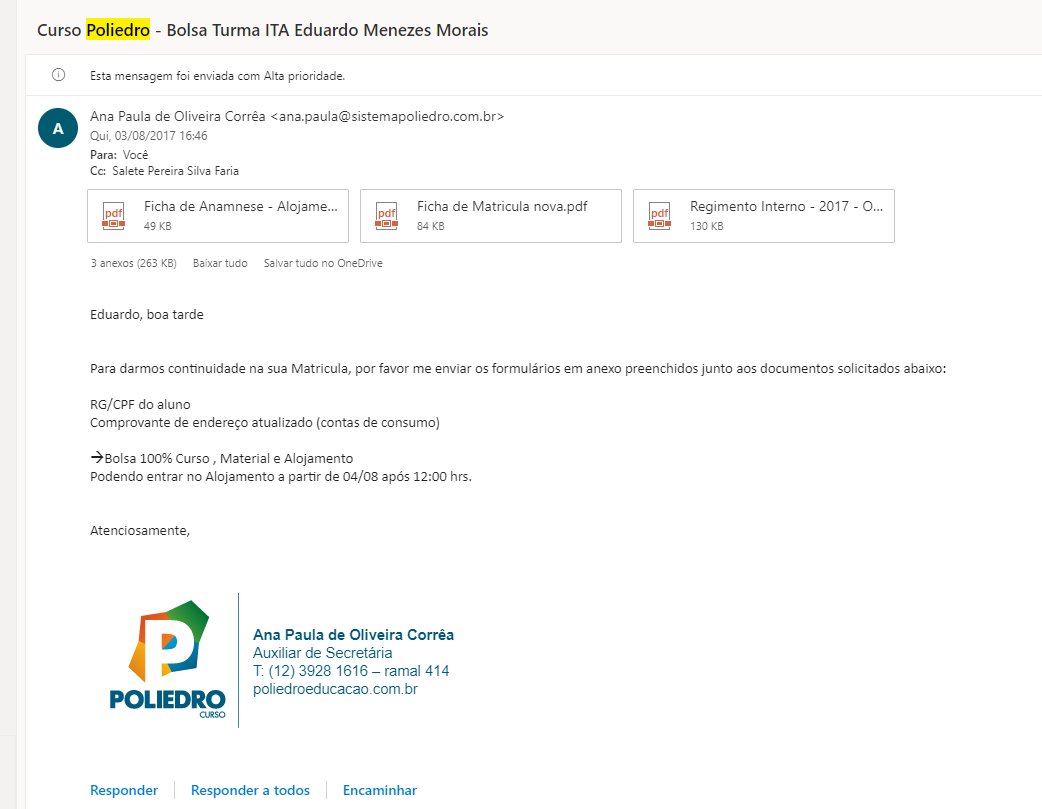 Curso Poliedro - Bolsa Turma ITA Eduardo Menezes Morais
Esta mensagem foi enviada com Alta prioridade.
A
Ana Paula de Oliveira Corrêa <ana.paula@sistemapoliedro.com.br>
Qui, 03/08/2017 16:46
Para: Você
Cc: Salete Pereira Silva Faria
pdf Ficha de Anamnese - Alojame...
49 KB
pdf Ficha de Matricula nova.pdf
84 KB
pdf Regimento Interno - 2017 - O...
130 KB
3 anexos (263 KB) Baixar tudo Salvar tudo no OneDrive
Eduardo, boa tarde
Para darmos continuidade na sua Matricula, por favor me enviar os formulários em anexo preenchidos junto aos documentos solicitados abaixo:
RG/CPF do aluno
Comprovante de endereço atualizado (contas de consumo)
→Bolsa 100% Curso , Material e Alojamento
Podendo entrar no Alojamento a partir de 04/08 após 12:00 hrs.
Atenciosamente,
P
POLIEDRO
CURSO
Ana Paula de Oliveira Corrêa
Auxiliar de Secretária
T: (12) 3928 1616 – ramal 414
poliedroeducacao.com.br
Responder Responder a todos Encaminhar